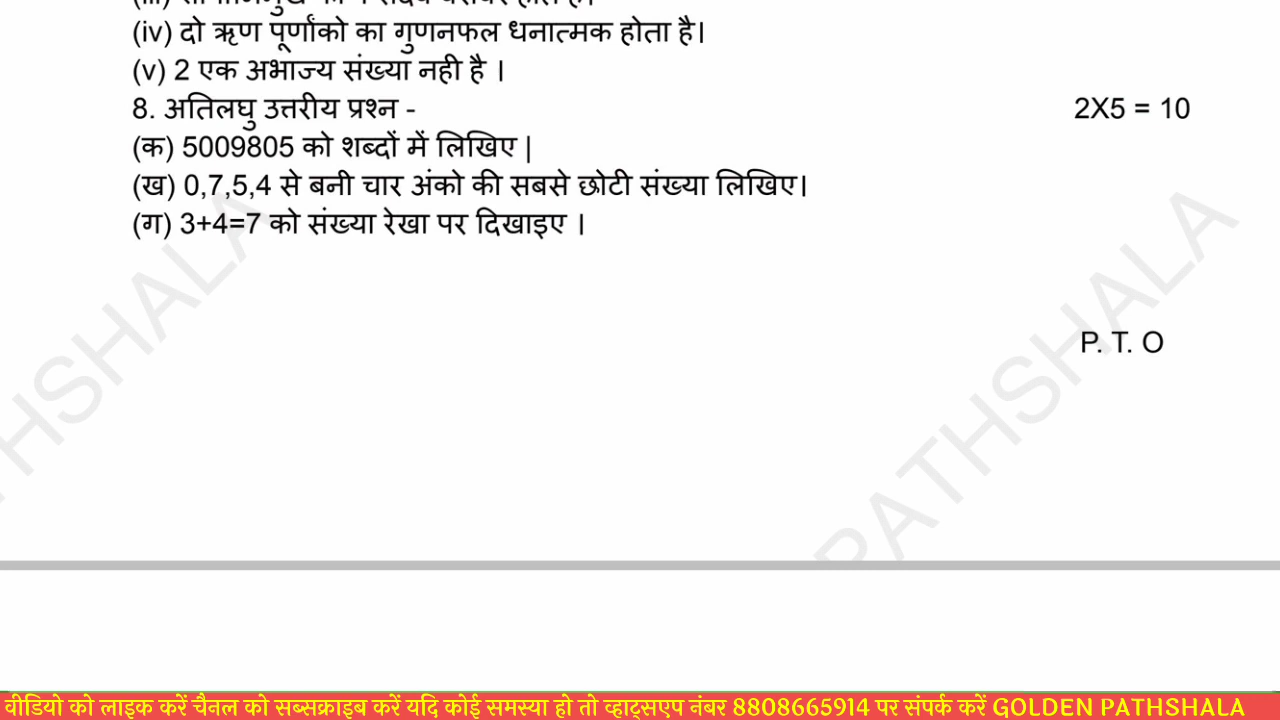 (iv) दो ऋण पूर्णांको का गुणनफल धनात्मक होता है।
(v) 2 एक अभाज्य संख्या नही है ।
8. अतिलघु उत्तरीय प्रश्न - 2X5 = 10
(क) 5009805 को शब्दों में लिखिए |
(ख) 0,7,5,4 से बनी चार अंको की सबसे छोटी संख्या लिखिए।
(ग) 3+4=7 को संख्या रेखा पर दिखाइए ।
P. T. O
PATHSHALA
वीडियो को लाइक करें चैनल को सब्सक्राइब करें यदि कोई समस्या हो तो व्हाट्सएप नंबर 8808665914 पर संपर्क करें GOLDEN PATHSHALA